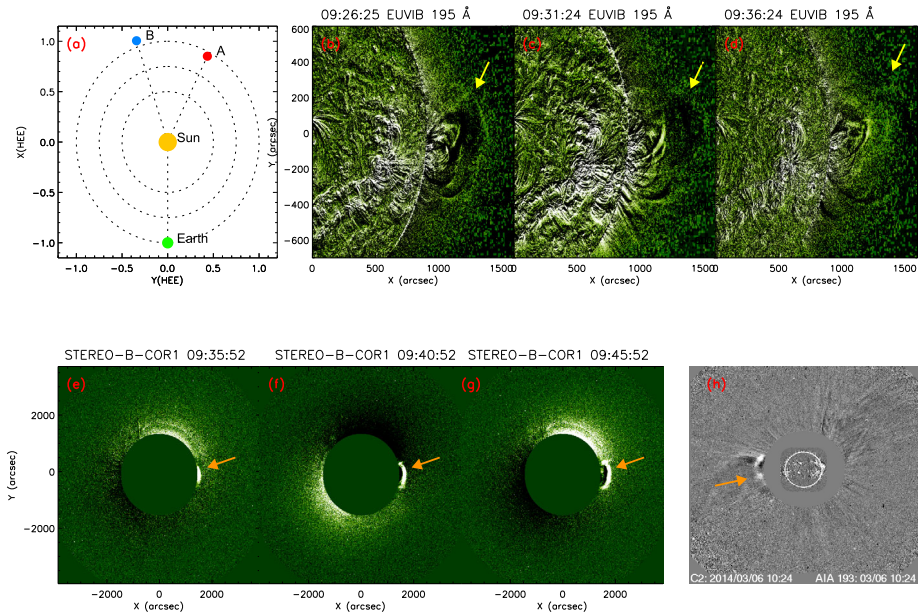 09:26:25 EUVIB 195 Å
09:31:24 EUVIB 195 Å
09:36:24 EUVIB 195 Å
(a)
B
A
Sun
Earth
1.0
0.5
0.0
−0.5
−1.0
X(HEE)
−1.0
−0.5
0.0
0.5
1.0
Y(HEE)
(b)
(c)
(d)
600
400
200
0
−200
−400
−600
Y (arcsec)
0
500
1000
1500
X (arcsec)
0
500
1000
1500
X (arcsec)
0
500
1000
1500
X (arcsec)
STEREO−B−COR1 09:35:52
STEREO−B−COR1 09:40:52
STEREO−B−COR1 09:45:52
(e)
(f)
(g)
(h)
2000
0
−2000
Y (arcsec)
−2000
0
2000
X (arcsec)
−2000
0
2000
X (arcsec)
−2000
0
2000
X (arcsec)
C2: 2014/03/06 10:24
AIA 193: 03/06 10:24